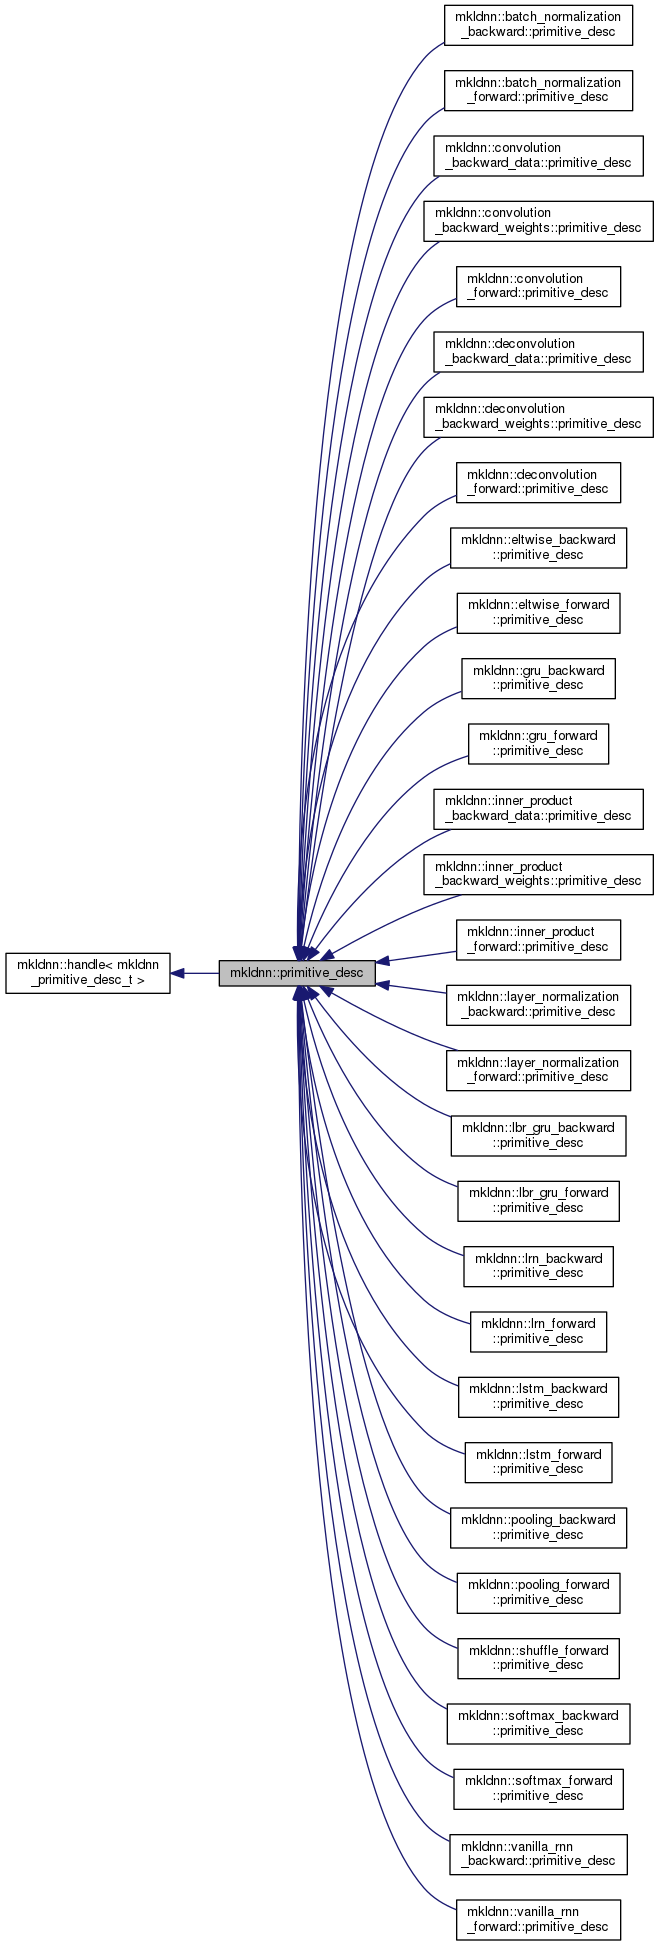 mkldnn::batch_normalization
_backward::primitive_desc
mkldnn::batch_normalization
_forward::primitive_desc
mkldnn::convolution
_backward_data::primitive_desc
mkldnn::convolution
_backward_weights::primitive_desc
mkldnn::convolution
_forward::primitive_desc
mkldnn::deconvolution
_backward_data::primitive_desc
mkldnn::deconvolution
_backward_weights::primitive_desc
mkldnn::deconvolution
_forward::primitive_desc
mkldnn::eltwise_backward
::primitive_desc
mkldnn::eltwise_forward
::primitive_desc
mkldnn::gru_backward
::primitive_desc
mkldnn::gru_forward
::primitive_desc
mkldnn::inner_product
_backward_data::primitive_desc
mkldnn::inner_product
_backward_weights::primitive_desc
mkldnn::inner_product
_forward::primitive_desc
mkldnn::handle< mkldnn
_primitive_desc_t >
mkldnn::primitive_desc
mkldnn::layer_normalization
_backward::primitive_desc
mkldnn::layer_normalization
_forward::primitive_desc
mkldnn::lbr_gru_backward
::primitive_desc
mkldnn::lbr_gru_forward
::primitive_desc
mkldnn::lrn_backward
::primitive_desc
mkldnn::lrn_forward
::primitive_desc
mkldnn::lstm_backward
::primitive_desc
mkldnn::lstm_forward
::primitive_desc
mkldnn::pooling_backward
::primitive_desc
mkldnn::pooling_forward
::primitive_desc
mkldnn::shuffle_forward
::primitive_desc
mkldnn::softmax_backward
::primitive_desc
mkldnn::softmax_forward
::primitive_desc
mkldnn::vanilla_rnn
_backward::primitive_desc
mkldnn::vanilla_rnn
_forward::primitive_desc